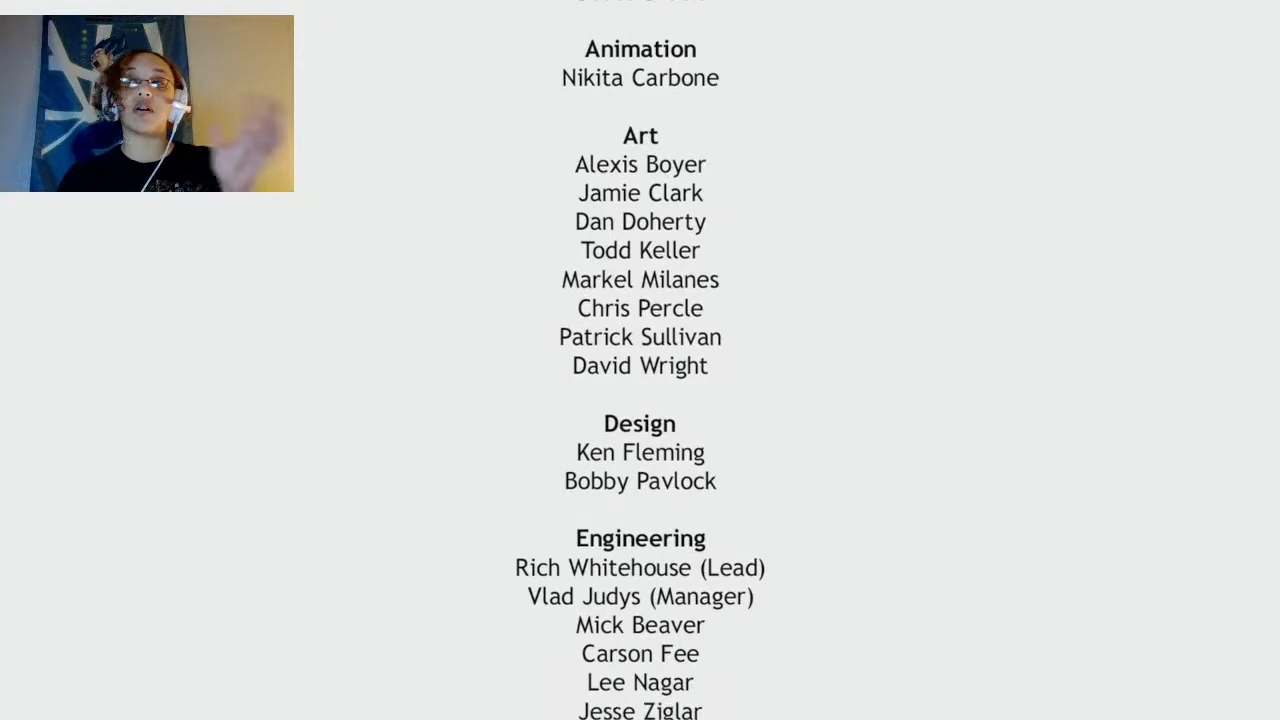 Animation
Nikita Carbone
Art
Alexis Boyer
Jamie Clark
Dan Doherty
Todd Keller
Markel Milanes
Chris Percle
Patrick Sullivan
David Wright
Design
Ken Fleming
Bobby Pavlock
Engineering
Rich Whitehouse (Lead)
Vlad Judys (Manager)
Mick Beaver
Carson Fee
Lee Nagar
Jesse Ziglar